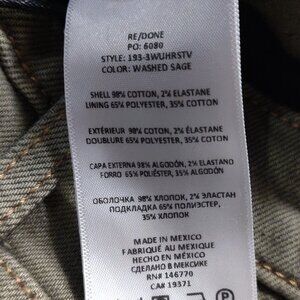 RE/DONE
PO: 6080
STYLE: 193-3WUHRSTV
COLOR: WASHED SAGE
SHELL 98% COTTON, 2% ELASTANE
LINING 65% POLYESTER, 35% COTTON
EXTÉRIEUR 98% COTON, 2% ÉLASTANE
DOUBLURE 65% POLYESTER, 35% COTON
CAPA EXTERNA 98% ALGODÓN, 2% ELASTANO
FORRO 65% POLIÉSTER, 35% ALGODÓN
ОБОЛОЧКА 98% ХЛОПОК, 2% ЭЛАСТАН
ПОДКЛАДКА 65% ПОЛИЭСТЕР,
35% ХЛОПОК
MADE IN MEXICO
FABRIQUÉ AU MEXIQUE
HECHO EN MÉXICO
СДЕЛАНО В МЕКСИКЕ
RN# 146770
CA# 19371